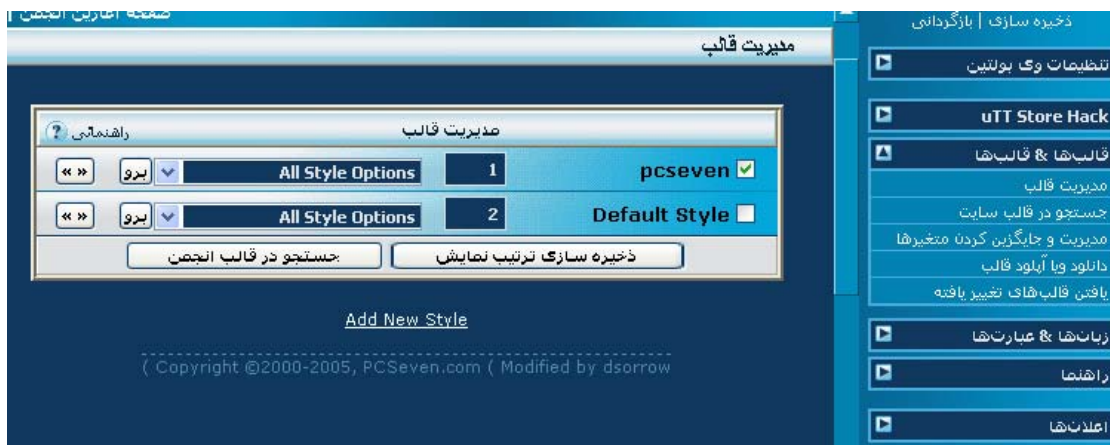 صفحه آغازین انجمن |
مدیریت قالب
مدیریت قالب
راهنمائی ?
pcseven 1 All Style Options برو « »
Default Style 2 All Style Options برو « »
ذخیره سازی ترتیب نمایش
جستجو در قالب انجمن
Add New Style
( Copyright ©2000-2005, PCSeven.com ( Modified by dsorrow
ذخیره سازی | بازگردانی
تنظیمات وی بولتین
uTT Store Hack
قالب‌ها & قالب‌ها
مدیریت قالب
جستجو در قالب سایت
مدیریت و جایگزین کردن متغیرها
دانلود ویا آپلود قالب
یافتن قالب‌های تغییر یافته
زبان‌ها & عبارت‌ها
راهنما
اعلان‌ها